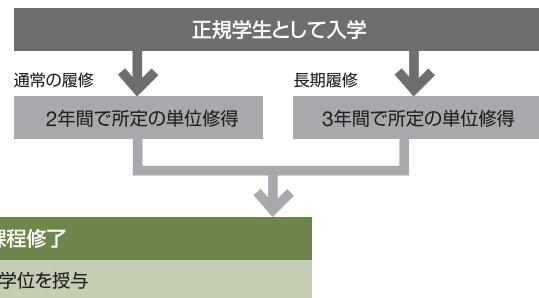 正規学生として入学
通常の履修
長期履修
2年間で所定の単位修得
3年間で所定の単位修得
課程修了
学位を授与